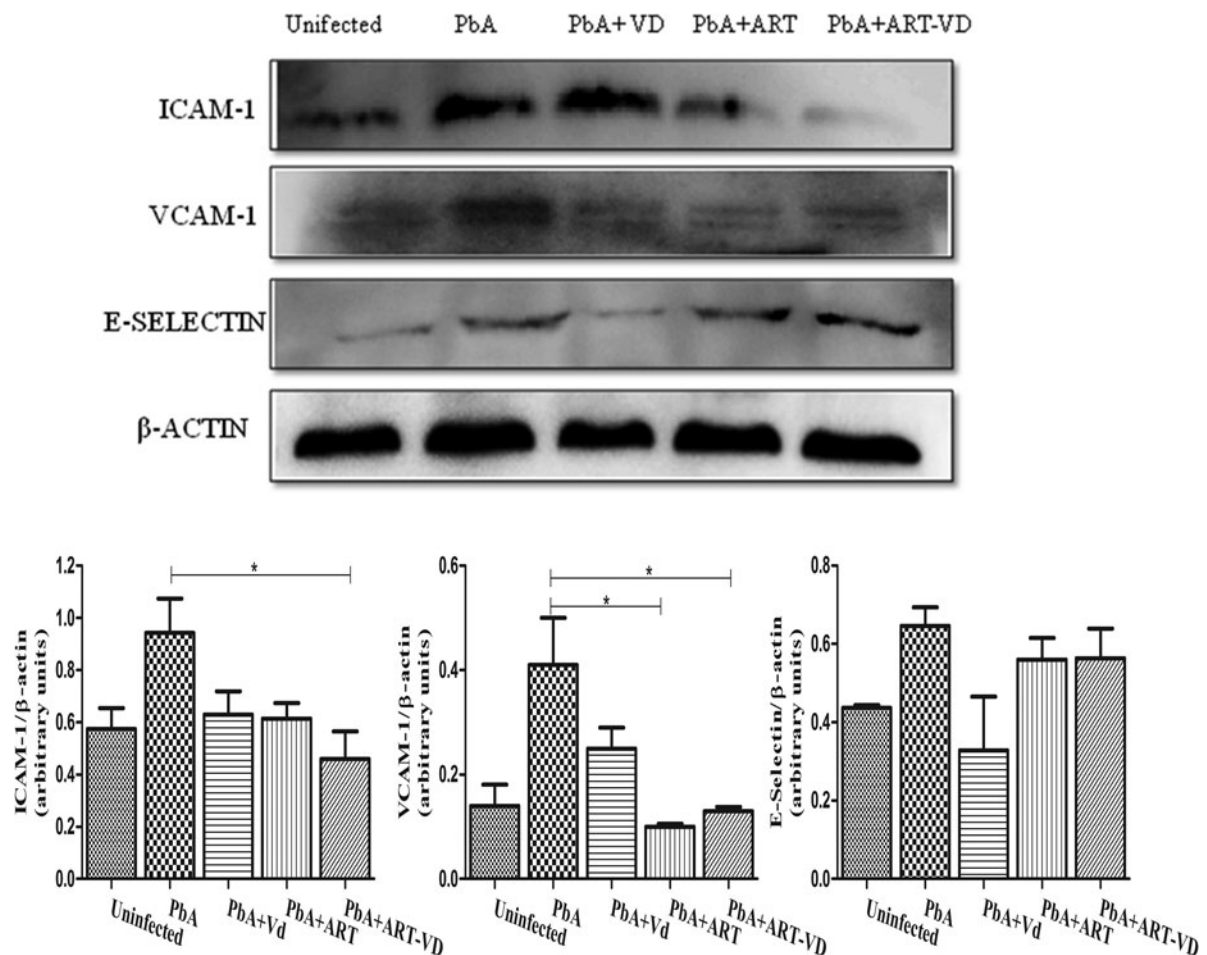 Unifected PbA PbA+VD PbA+ART PbA+ART-VD
ICAM-1
VCAM-1
E-SELECTIN
β-ACTIN
ICAM-1/β-actin
(arbitrary units)
1.2
1.0
0.8
0.6
0.4
0.2
0.0
*
Uninfected
PbA
PbA+Vd
PbA+ART
PbA+ART-VD
VCAM-1/β-actin
(arbitrary units)
0.6
0.4
0.2
0.0
*
*
Uninfected
PbA
PbA+Vd
PbA+ART
PbA+ART-VD
E-Selectin/β-actin
(arbitrary units)
0.8
0.6
0.4
0.2
0.0
Uninfected
PbA
PbA+Vd
PbA+ART
PbA+ART-VD